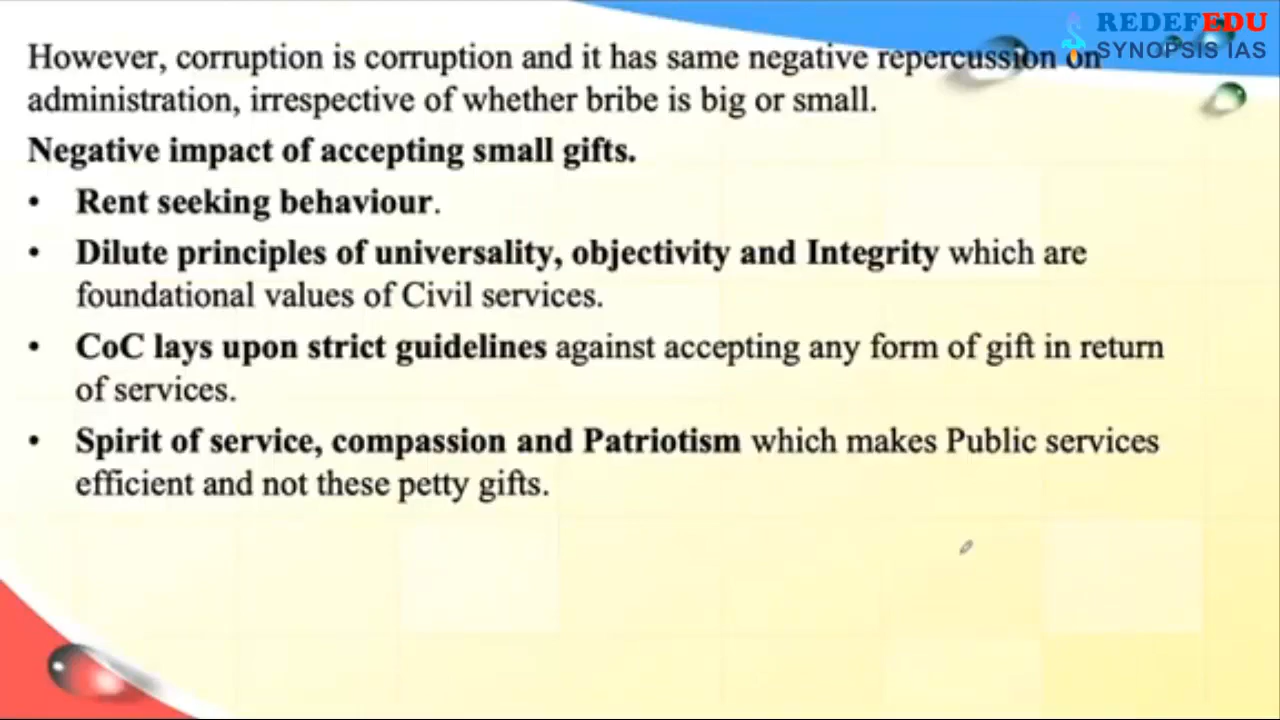 REDEFEDU
SYNOPSIS IAS
However, corruption is corruption and it has same negative repercussion on
administration, irrespective of whether bribe is big or small.
Negative impact of accepting small gifts.
• Rent seeking behaviour.
• Dilute principles of universality, objectivity and Integrity which are
foundational values of Civil services.
• CoC lays upon strict guidelines against accepting any form of gift in return
of services.
• Spirit of service, compassion and Patriotism which makes Public services
efficient and not these petty gifts.